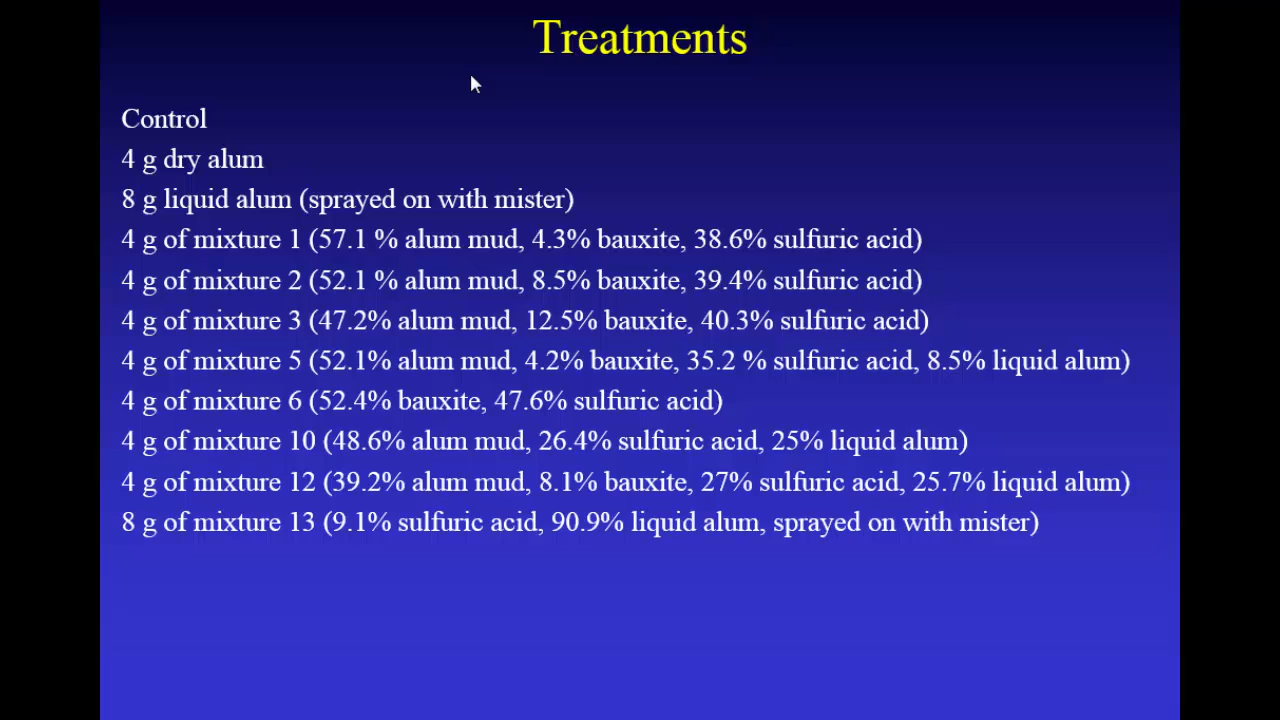 Treatments
Control
4 g dry alum
8 g liquid alum (sprayed on with mister)
4 g of mixture 1 (57.1 % alum mud, 4.3% bauxite, 38.6% sulfuric acid)
4 g of mixture 2 (52.1 % alum mud, 8.5% bauxite, 39.4% sulfuric acid)
4 g of mixture 3 (47.2% alum mud, 12.5% bauxite, 40.3% sulfuric acid)
4 g of mixture 5 (52.1% alum mud, 4.2% bauxite, 35.2 % sulfuric acid, 8.5% liquid alum)
4 g of mixture 6 (52.4% bauxite, 47.6% sulfuric acid)
4 g of mixture 10 (48.6% alum mud, 26.4% sulfuric acid, 25% liquid alum)
4 g of mixture 12 (39.2% alum mud, 8.1% bauxite, 27% sulfuric acid, 25.7% liquid alum)
8 g of mixture 13 (9.1% sulfuric acid, 90.9% liquid alum, sprayed on with mister)